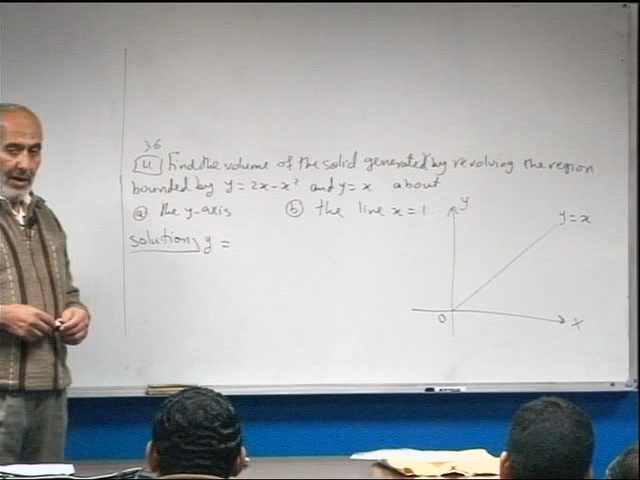 36
41 Find the volume of the solid generated by revolving the region
bounded by y = 2x - x² and y = x about
ⓐ the y-axis ⓑ the line x = 1
solution, y =
y
y = x
0
x